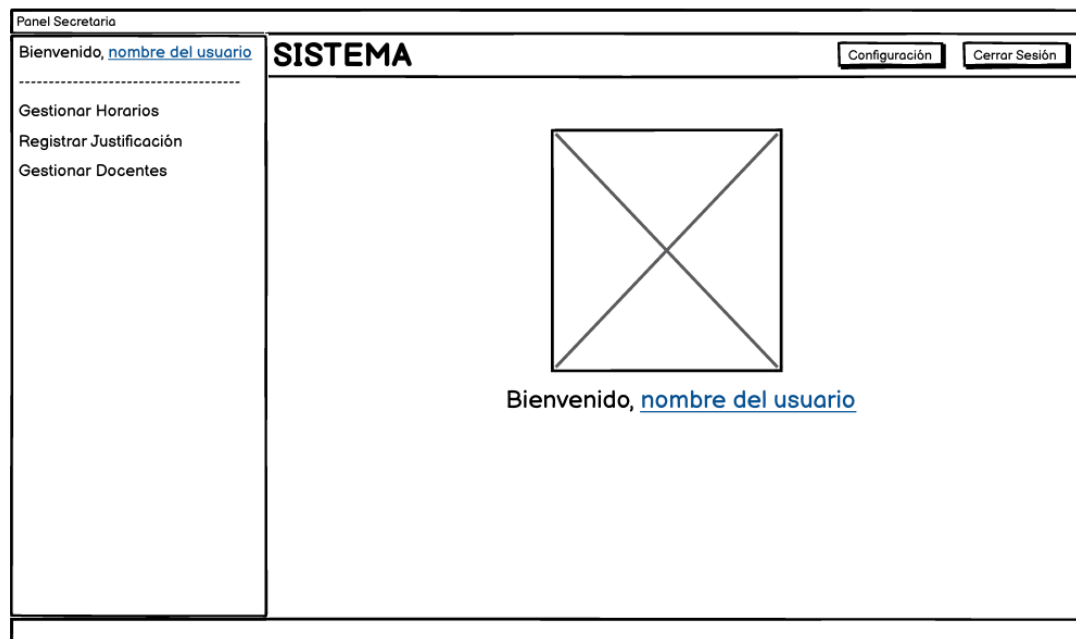 Panel Secretaria
Bienvenido, nombre del usuario
----------------------------------
Gestionar Horarios
Registrar Justificación
Gestionar Docentes
SISTEMA
Configuración
Cerrar Sesión
Bienvenido, nombre del usuario